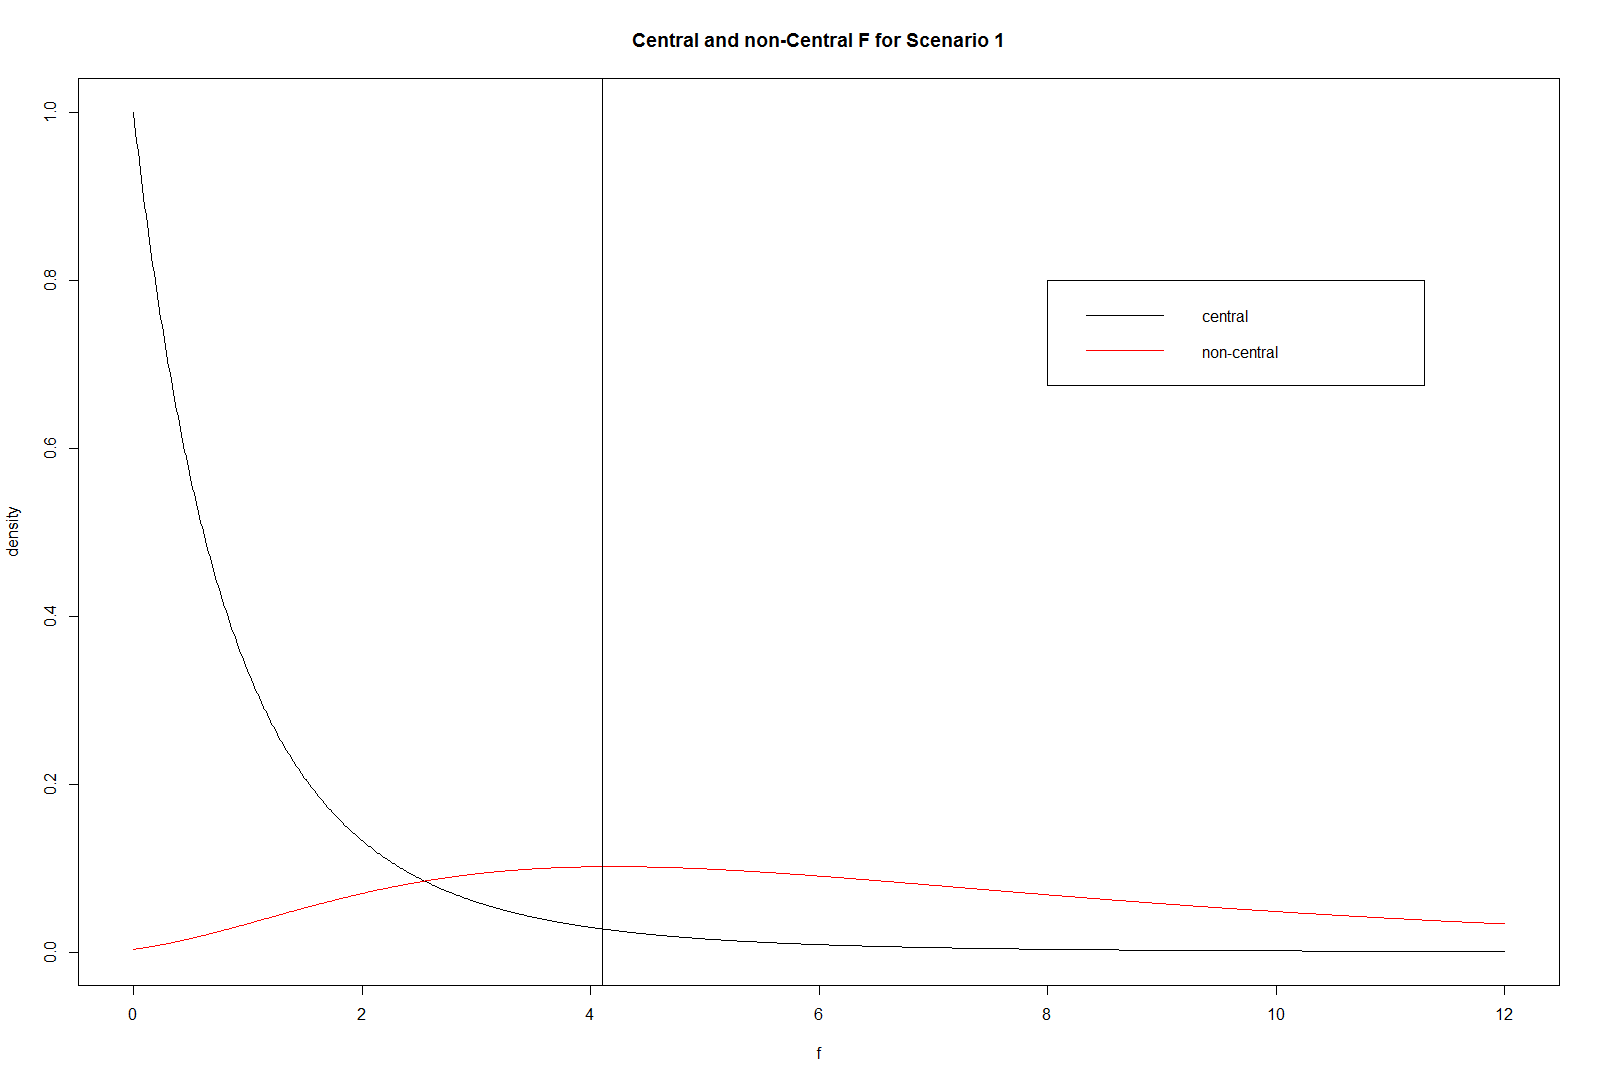 Central and non-Central F for Scenario 1
1.0
0.8
0.6
0.4
0.2
0.0
density
central
non-central
0 2 4 6 8 10 12
f